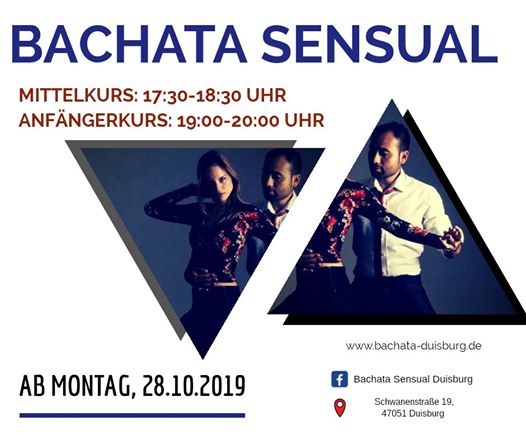 BACHATA SENSUAL
MITTELKURS: 17:30-18:30 UHR
ANFÄNGERKURS: 19:00-20:00 UHR
www.bachata-duisburg.de
AB MONTAG, 28.10.2019
Bachata Sensual Duisburg
Schwanenstraße 19,
47051 Duisburg